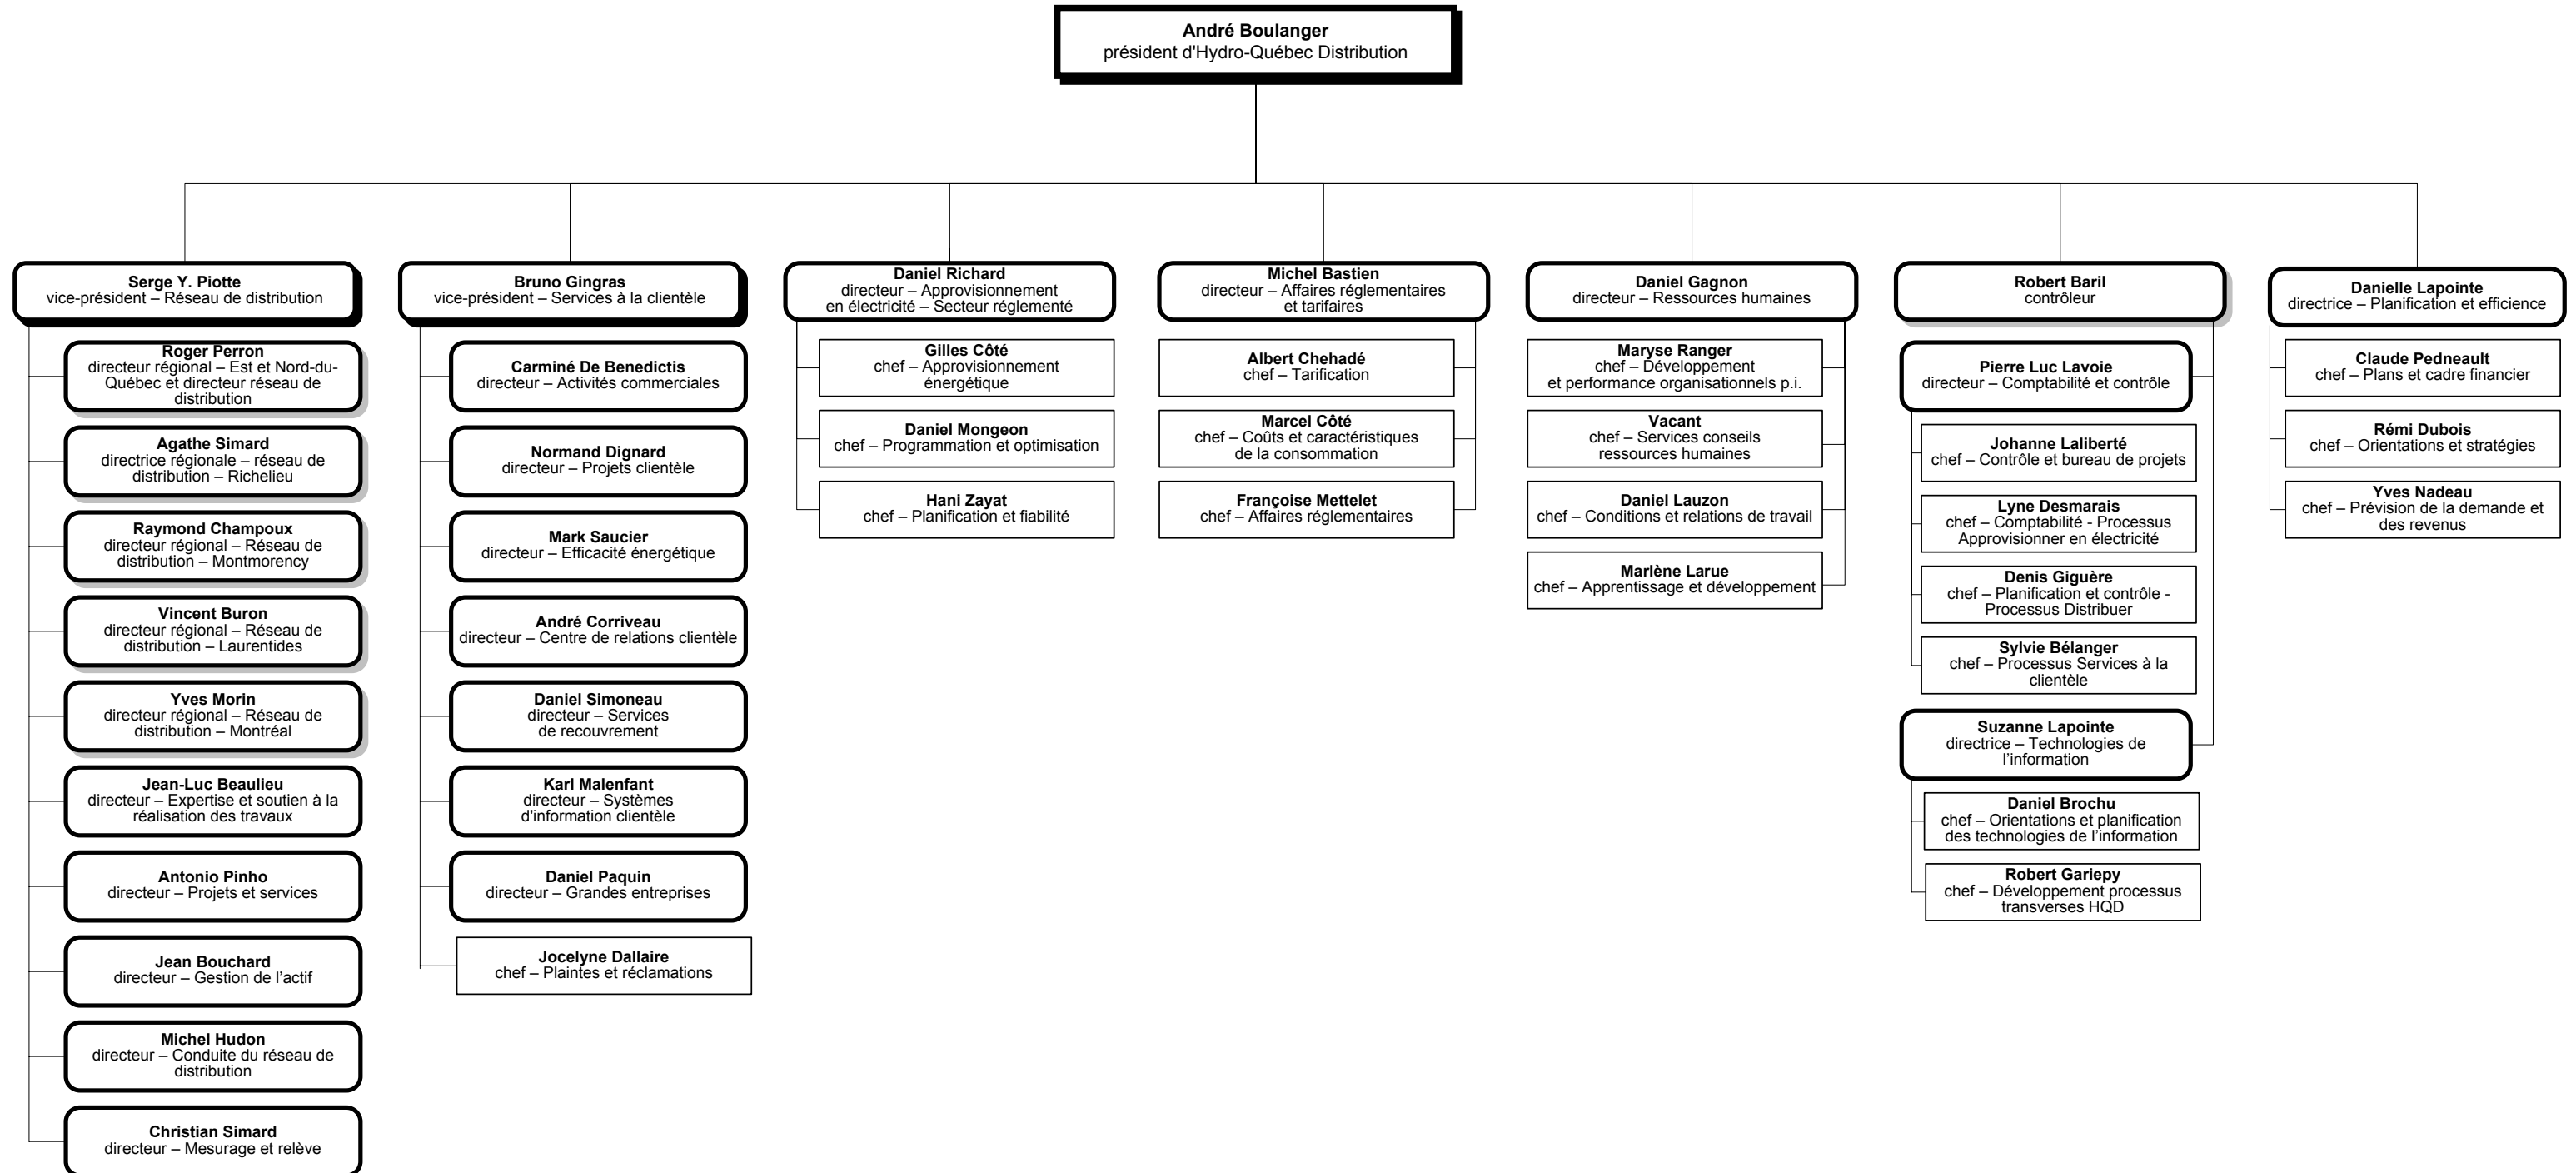 André Boulanger
président d'Hydro-Québec Distribution
Serge Y. Piotte
vice-président – Réseau de distribution
Roger Perron
directeur régional – Est et Nord-du-
Québec et directeur réseau de
distribution
Agathe Simard
directrice régionale – réseau de
distribution – Richelieu
Raymond Champoux
directeur régional – Réseau de
distribution – Montmorency
Vincent Buron
directeur régional – Réseau de
distribution – Laurentides
Yves Morin
directeur régional – Réseau de
distribution – Montréal
Jean-Luc Beaulieu
directeur – Expertise et soutien à la
réalisation des travaux
Antonio Pinho
directeur – Projets et services
Jean Bouchard
directeur – Gestion de l’actif
Michel Hudon
directeur – Conduite du réseau de
distribution
Christian Simard
directeur – Mesurage et relève
Bruno Gingras
vice-président – Services à la clientèle
Carminé De Benedictis
directeur – Activités commerciales
Normand Dignard
directeur – Projets clientèle
Mark Saucier
directeur – Efficacité énergétique
André Corriveau
directeur – Centre de relations clientèle
Daniel Simoneau
directeur – Services
de recouvrement
Karl Malenfant
directeur – Systèmes
d'information clientèle
Daniel Paquin
directeur – Grandes entreprises
Jocelyne Dallaire
chef – Plaintes et réclamations
Daniel Richard
directeur – Approvisionnement
en électricité – Secteur réglementé
Gilles Côté
chef – Approvisionnement
énergétique
Daniel Mongeon
chef – Programmation et optimisation
Hani Zayat
chef – Planification et fiabilité
Michel Bastien
directeur – Affaires réglementaires
et tarifaires
Albert Chehadé
chef – Tarification
Marcel Côté
chef – Coûts et caractéristiques
de la consommation
Françoise Mettelet
chef – Affaires réglementaires
Daniel Gagnon
directeur – Ressources humaines
Maryse Ranger
chef – Développement
et performance organisationnels p.i.
Vacant
chef – Services conseils
ressources humaines
Daniel Lauzon
chef – Conditions et relations de travail
Marlène Larue
chef – Apprentissage et développement
Robert Baril
contrôleur
Pierre Luc Lavoie
directeur – Comptabilité et contrôle
Johanne Laliberté
chef – Contrôle et bureau de projets
Lyne Desmarais
chef – Comptabilité - Processus
Approvisionner en électricité
Denis Giguère
chef – Planification et contrôle -
Processus Distribuer
Sylvie Bélanger
chef – Processus Services à la
clientèle
Suzanne Lapointe
directrice – Technologies de
l’information
Daniel Brochu
chef – Orientations et planification
des technologies de l’information
Robert Gariepy
chef – Développement processus
transverses HQD
Danielle Lapointe
directrice – Planification et efficience
Claude Pedneault
chef – Plans et cadre financier
Rémi Dubois
chef – Orientations et stratégies
Yves Nadeau
chef – Prévision de la demande et
des revenus